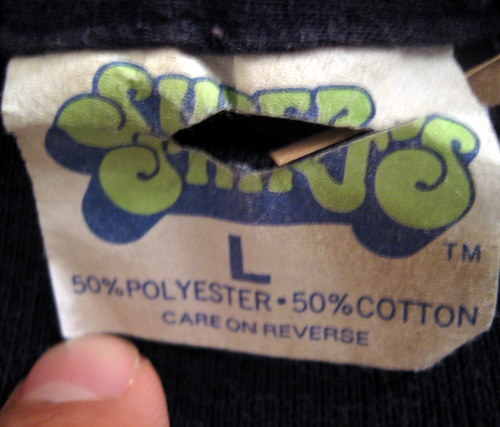 L
TM
50% POLYESTER • 50% COTTON
CARE ON REVERSE